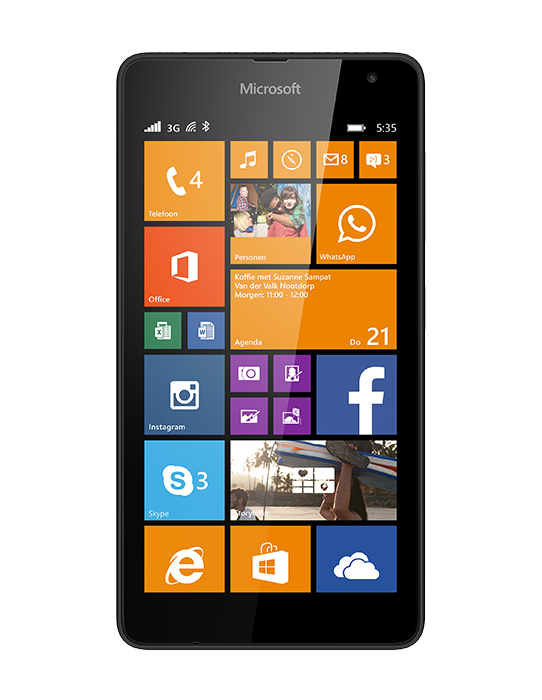 Microsoft
3G 5:35
4
8
3
Telefoon
Personen
WhatsApp
Office
Koffie met Suzanne Sampat
Van der Valk Nootdorp
Morgen: 11:00 - 12:00
Agenda
Do 21
Instagram
3
Skype
Storyteller